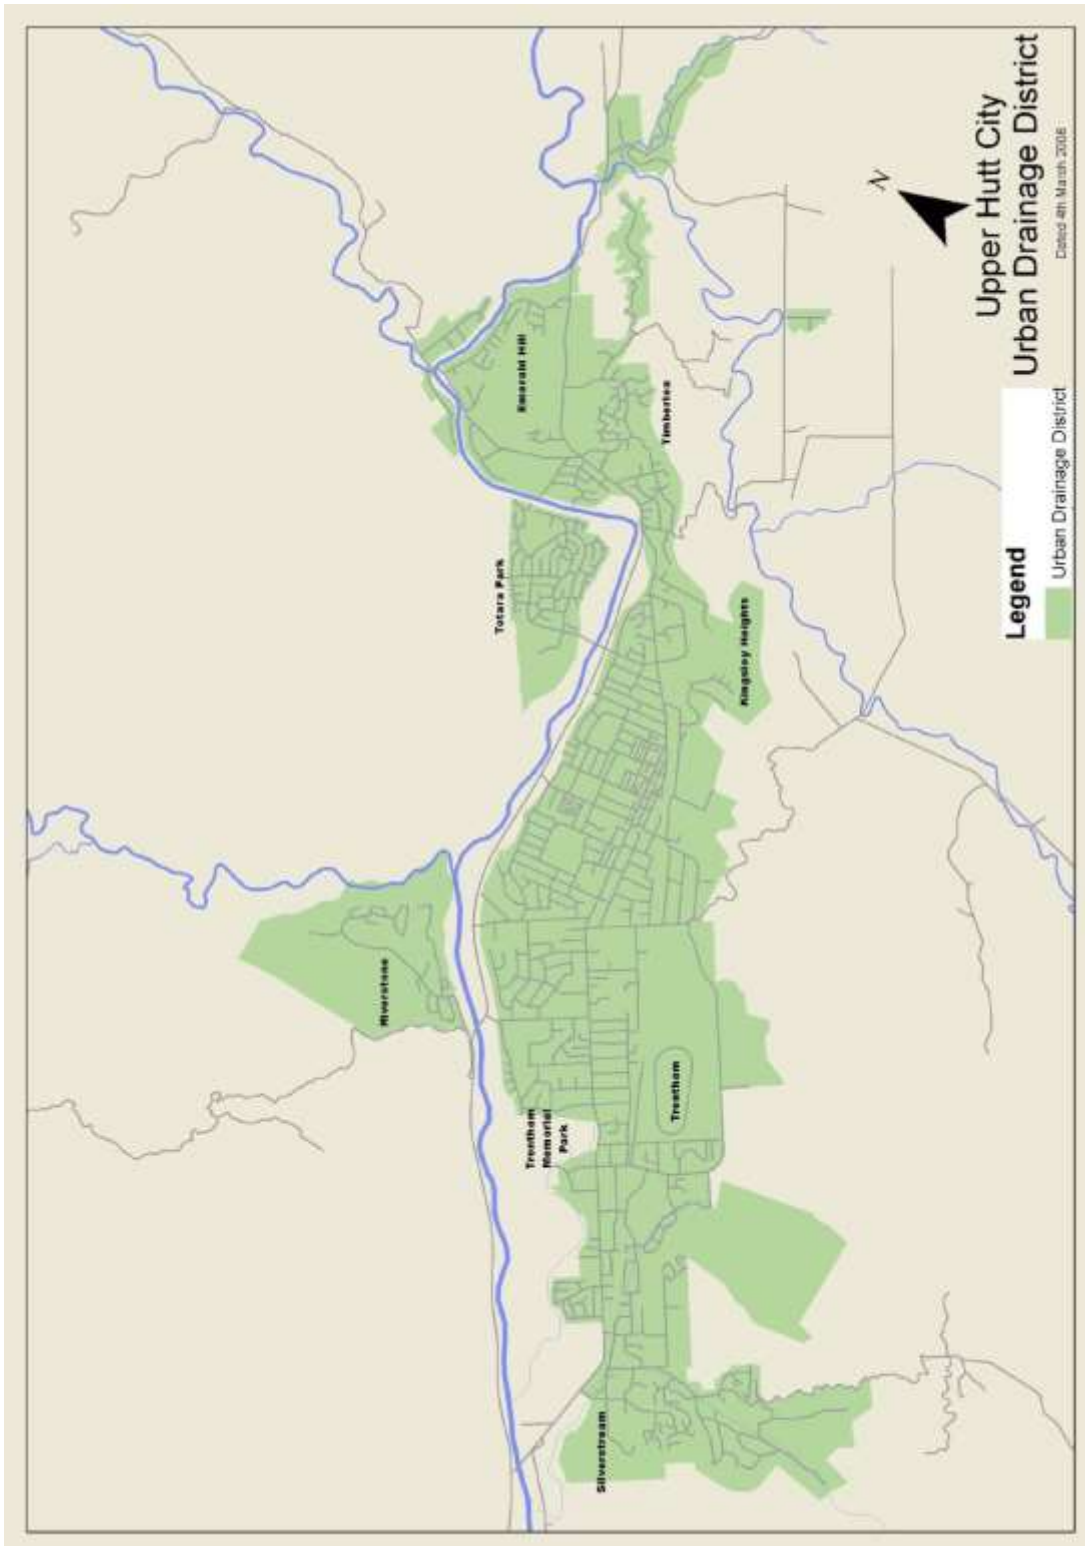 Upper Hutt City
Urban Drainage District
Dated 4th March 2008
Legend
Urban Drainage District
N
Silverstream
Trentham
Memorial
Park
Trentham
Riverstone
Totara Park
Kingsley Heights
Timberlea
Emerald Hill